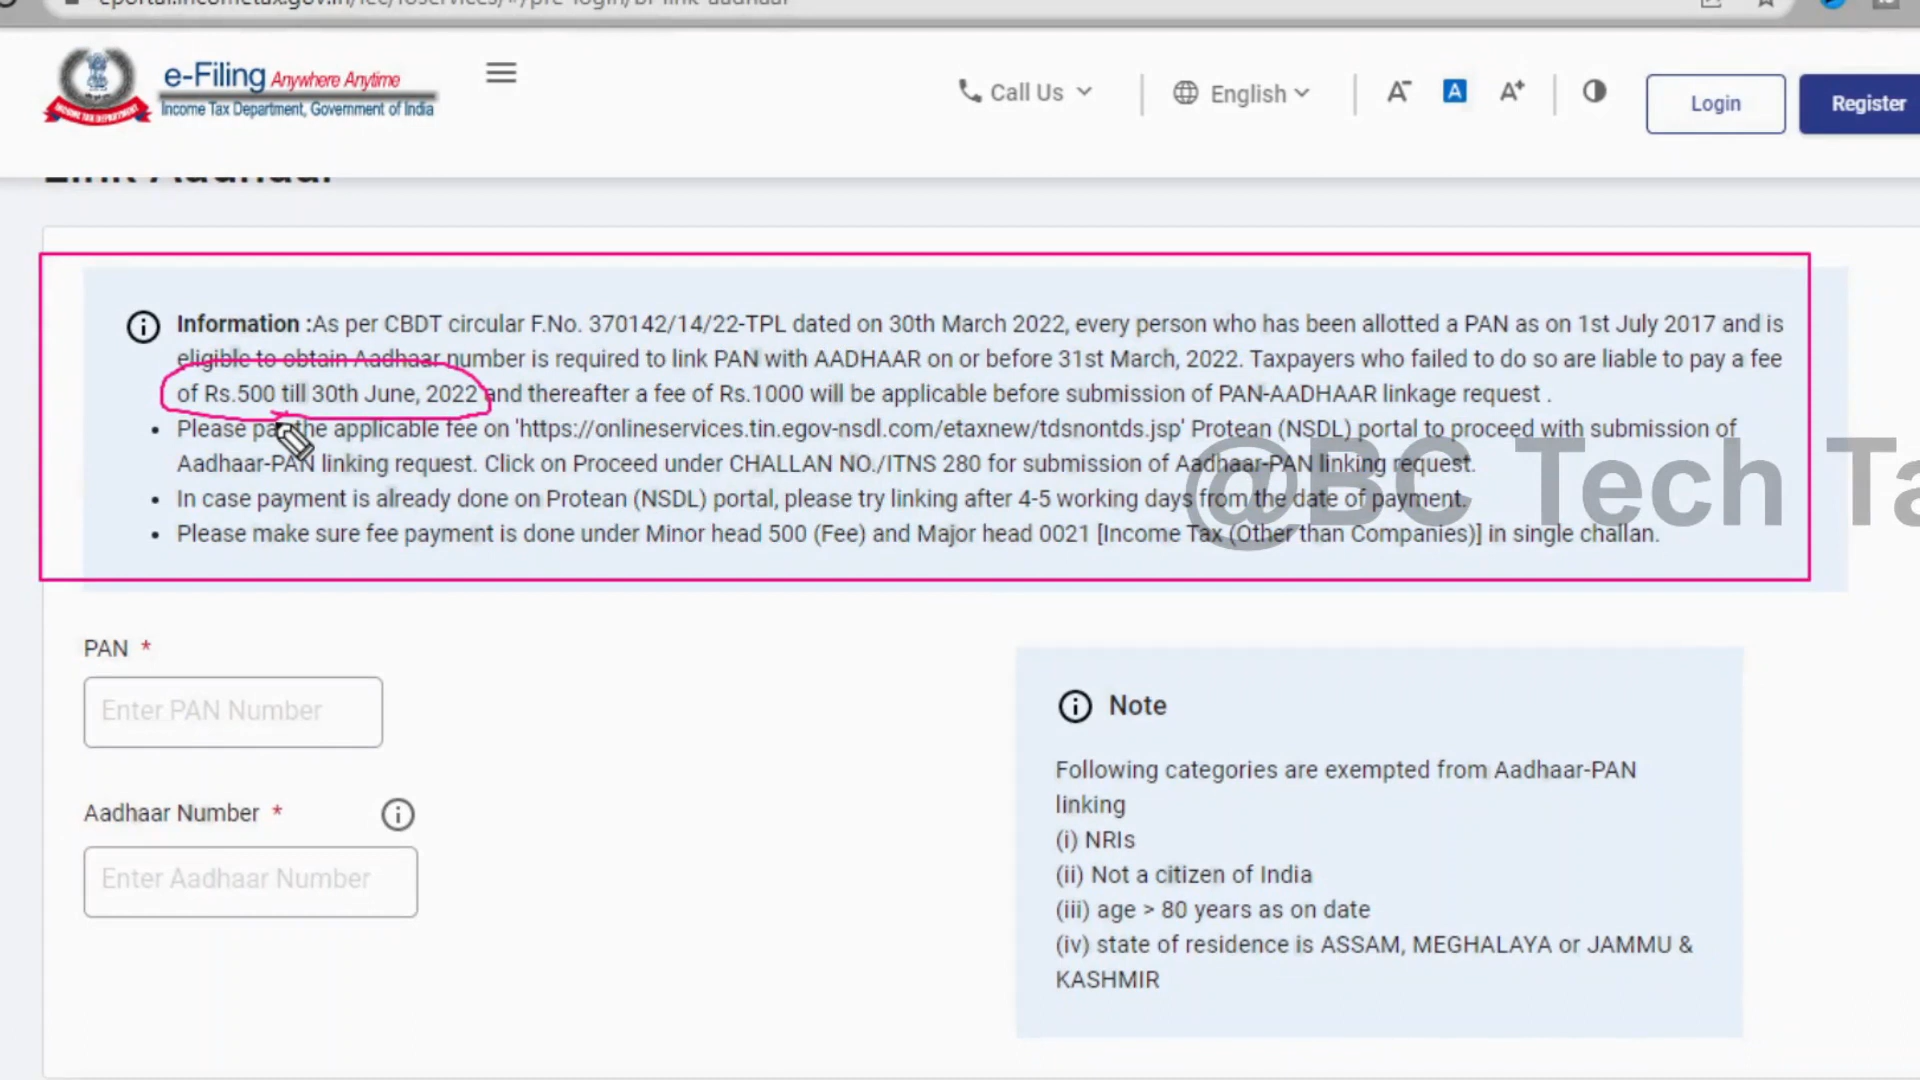 e-Filing Anywhere Anytime
Income Tax Department, Government of India
Call Us
English
A-
A
A+
Login
Register
Link Aadhaar
Information :As per CBDT circular F.No. 370142/14/22-TPL dated on 30th March 2022, every person who has been allotted a PAN as on 1st July 2017 and is
eligible to obtain Aadhaar number is required to link PAN with AADHAAR on or before 31st March, 2022. Taxpayers who failed to do so are liable to pay a fee
of Rs.500 till 30th June, 2022 and thereafter a fee of Rs.1000 will be applicable before submission of PAN-AADHAAR linkage request .
• Please pay the applicable fee on 'https://onlineservices.tin.egov-nsdl.com/etaxnew/tdsnontds.jsp' Protean (NSDL) portal to proceed with submission of
Aadhaar-PAN linking request. Click on Proceed under CHALLAN NO./ITNS 280 for submission of Aadhaar-PAN linking request.
• In case payment is already done on Protean (NSDL) portal, please try linking after 4-5 working days from the date of payment.
• Please make sure fee payment is done under Minor head 500 (Fee) and Major head 0021 [Income Tax (Other than Companies)] in single challan.
@BC Tech Ta
PAN *
Enter PAN Number
Aadhaar Number *
Enter Aadhaar Number
Note
Following categories are exempted from Aadhaar-PAN
linking
(i) NRIs
(ii) Not a citizen of India
(iii) age > 80 years as on date
(iv) state of residence is ASSAM, MEGHALAYA or JAMMU &
KASHMIR